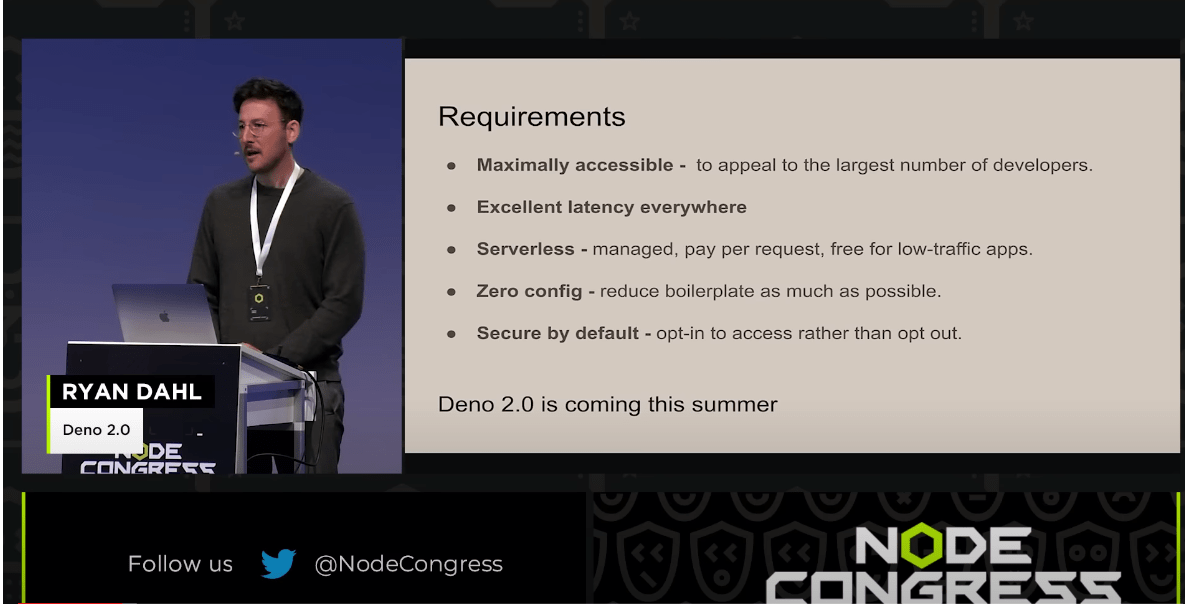 Requirements
● Maximally accessible - to appeal to the largest number of developers.
● Excellent latency everywhere
● Serverless - managed, pay per request, free for low-traffic apps.
● Zero config - reduce boilerplate as much as possible.
● Secure by default - opt-in to access rather than opt out.
Deno 2.0 is coming this summer
RYAN DAHL
Deno 2.0
NODE
CONGRESS
Follow us @NodeCongress
NODE
CONGRESS